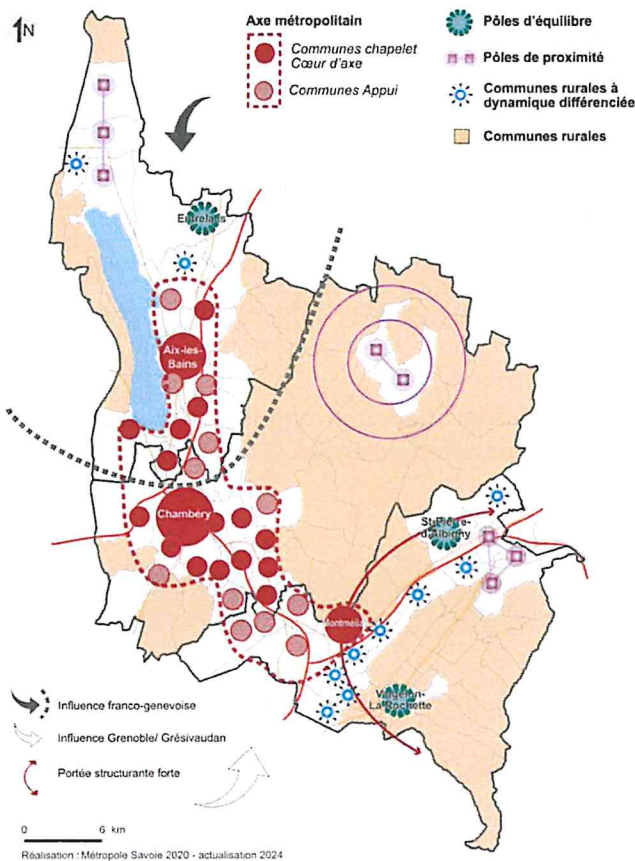 N
Axe métropolitain
Communes chapelet
Cœur d'axe
Communes Appui
Pôles d'équilibre
Pôles de proximité
Communes rurales à
dynamique différenciée
Communes rurales
Entrelacs
Aix-les-
Bains
Chambéry
St-Pierre-
d'Albigny
Montmélian
Valgelon-
La Rochette
Influence franco-genevoise
Influence Grenoble/ Grésivaudan
Portée structurante forte
0 6 km
Réalisation : Métropole Savoie 2020 - actualisation 2024